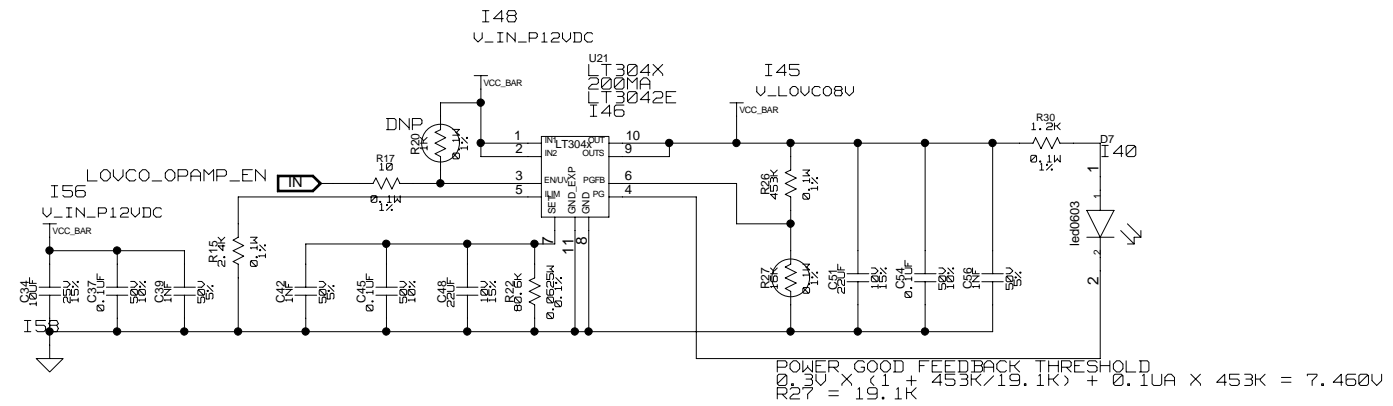 I48
V_IN_P12VDC
VCC_BAR
U21
LT304X
200MA
LT3042E
I46
I45
V_LOVCO8V
VCC_BAR
DNP
R20
1K
0.1W
1%
1
2
3
5
IN1
IN2
EN/UV
ILIM
LT304X
OUT
OUTS
PGFB
PG
10
9
6
4
SET
GND_EXP
GND
7
11
8
R30
1.2K
0.1W
1%
D7
I40
1
1
led0603
2
2
LOVCO_OPAMP_EN
IN
R17
10
0.1W
1%
I56
V_IN_P12VDC
VCC_BAR
R15
2.4K
0.1W
1%
R26
453K
0.1W
1%
C34
10UF
25V
15%
C37
0.1UF
50V
10%
C39
1NF
50V
5%
C42
1NF
50V
5%
C45
0.1UF
50V
10%
C48
22UF
10V
15%
R22
80.6K
0.0625W
0.1%
R27
0.1W
1%
C51
22UF
10V
15%
C54
0.1UF
50V
10%
C56
1NF
50V
5%
I58
POWER GOOD FEEDBACK THRESHOLD
0.3V X (1 + 453K/19.1K) + 0.1UA X 453K = 7.460V
R27 = 19.1K